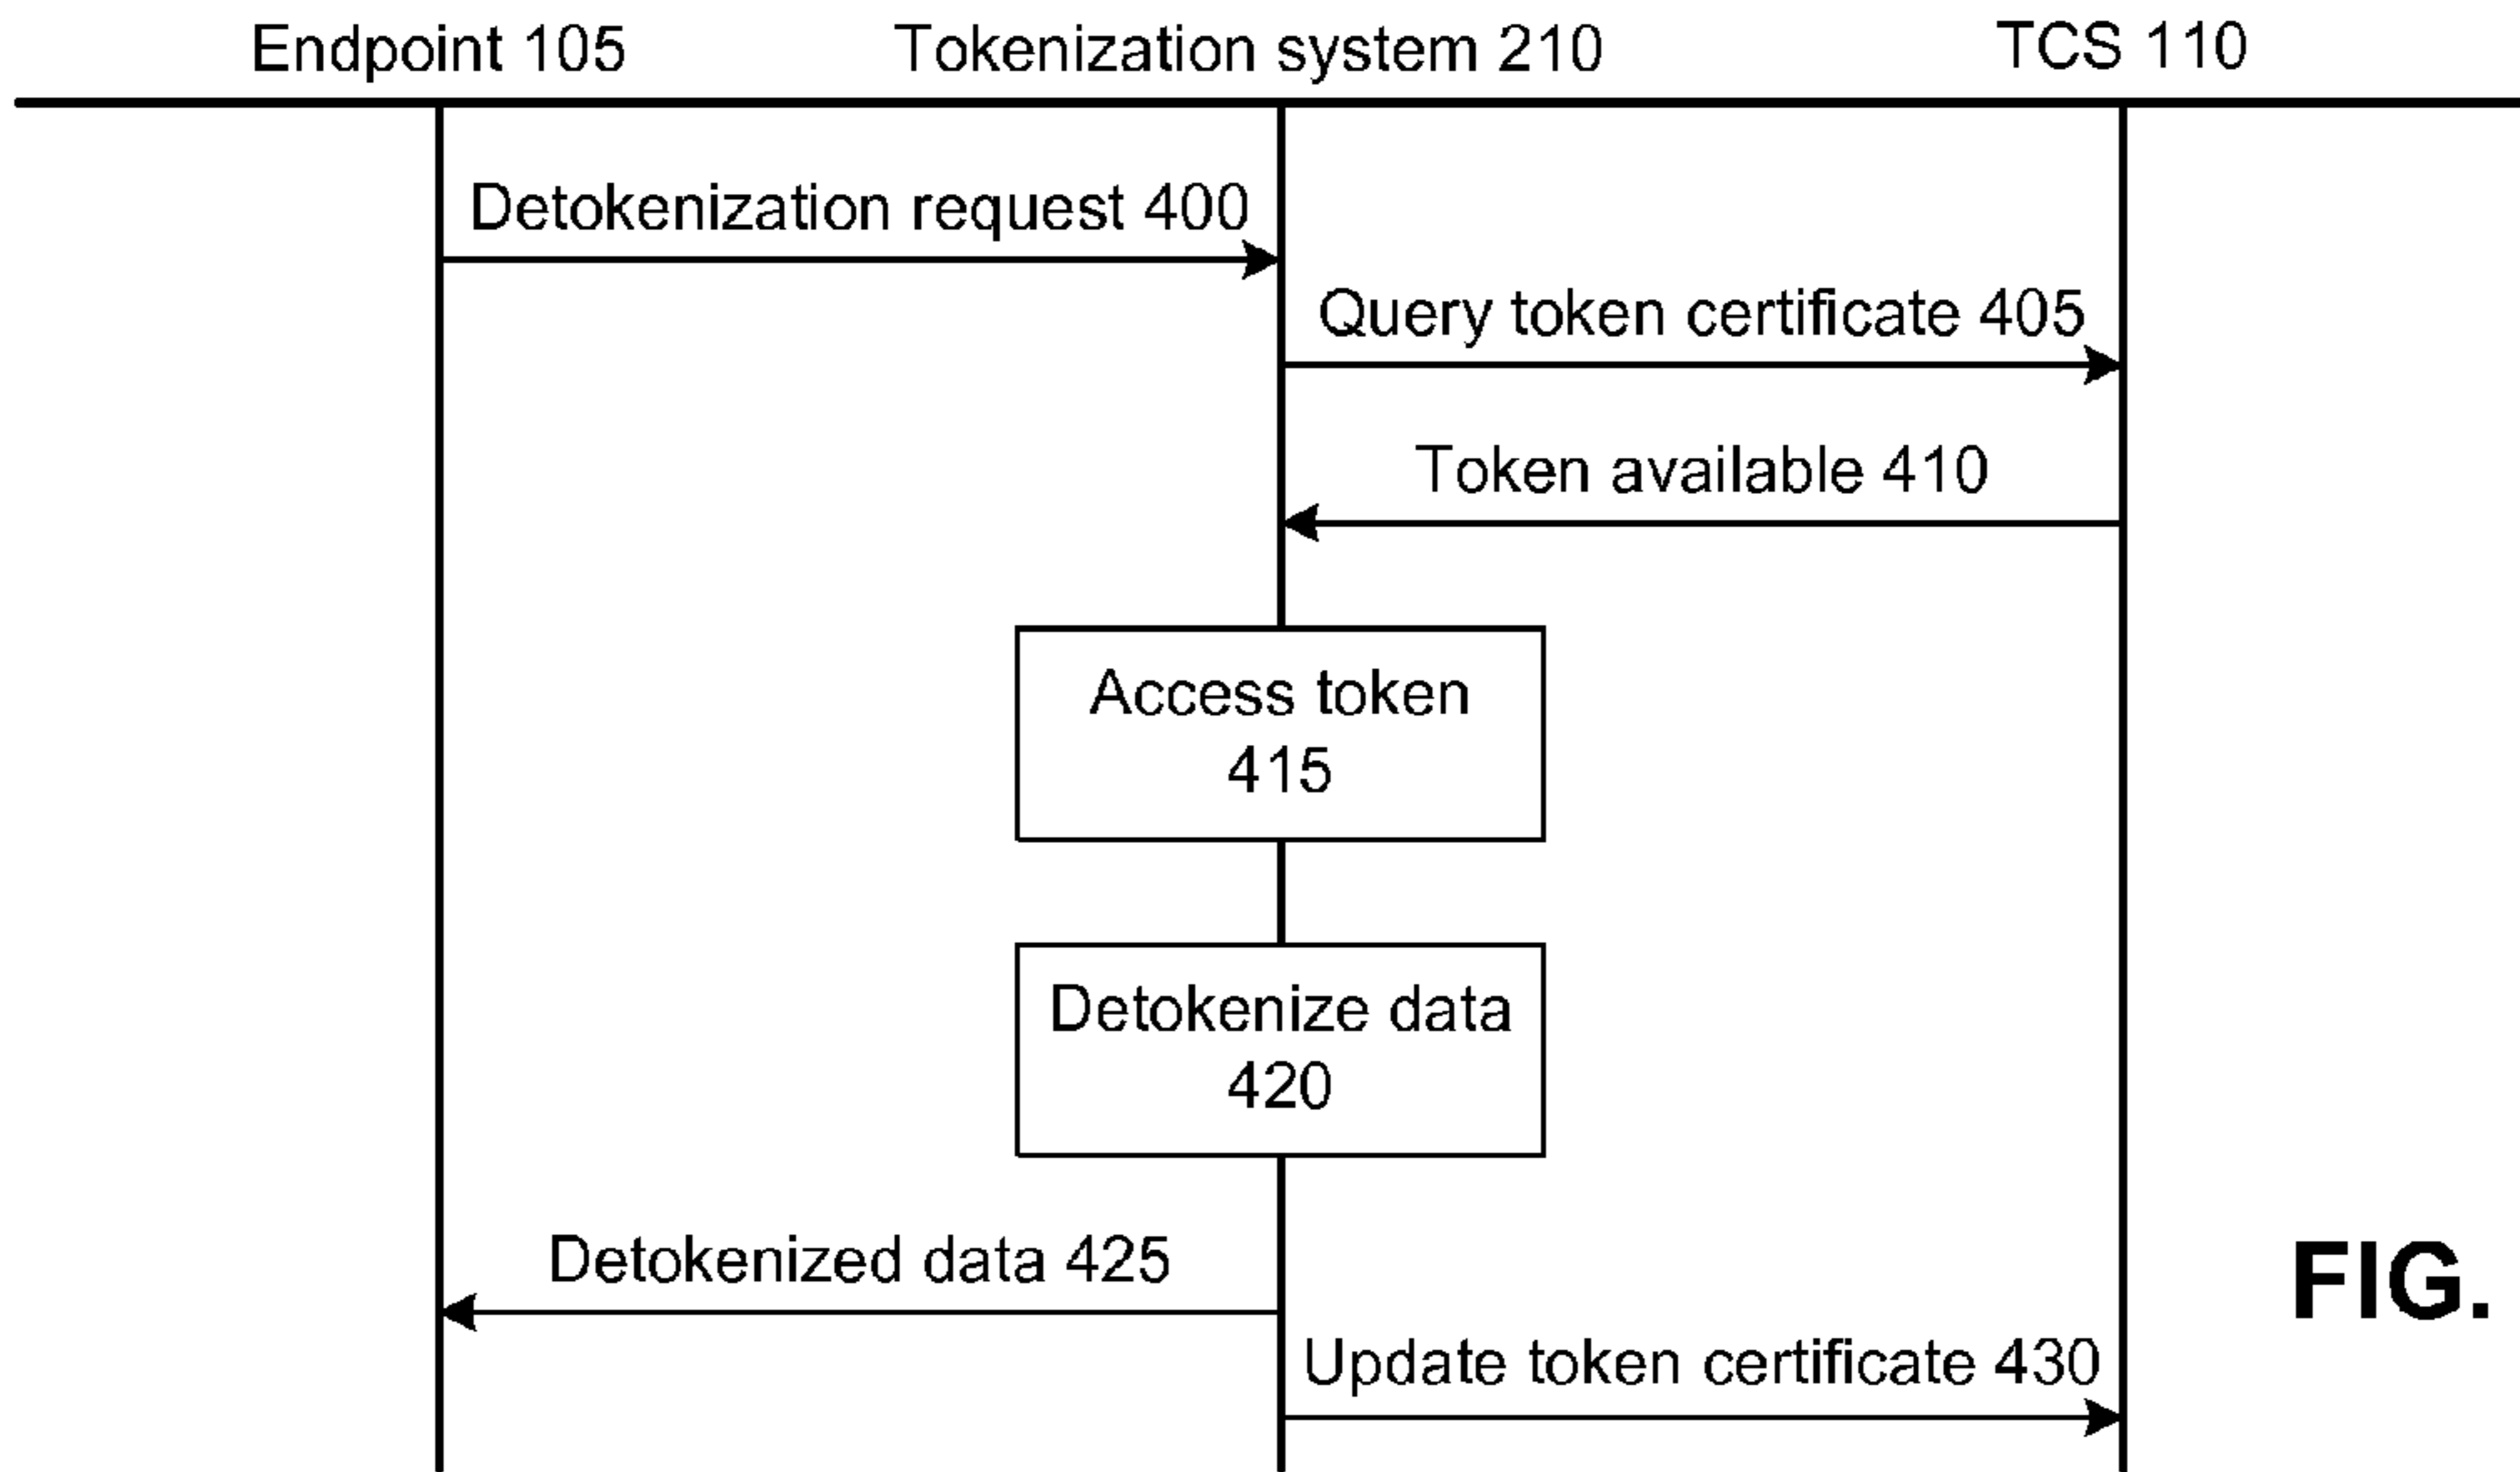 Endpoint 105 Tokenization system 210 TCS 110
Detokenization request 400
Query token certificate 405
Token available 410
Access token
415
Detokenize data
420
Detokenized data 425
FIG.
Update token certificate 430